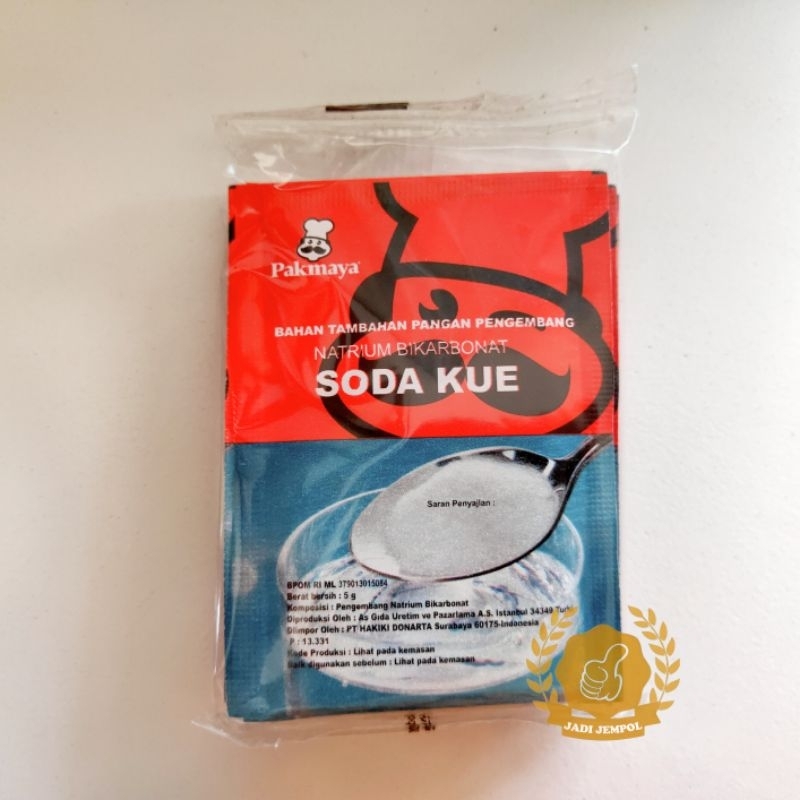 Pakmaya
BAHAN TAMBAHAN PANGAN PENGEMBANG
NATRIUM BIKARBONAT
SODA KUE
Saran Penyajian :
BPOM RI ML 379013015084
Berat bersih : 5 g
Komposisi : Pengembang Natrium Bikarbonat
Diproduksi Oleh : As Gıda Uretim ve Pazarlama A.S. Istanbul 34349
Diimpor Oleh : PT HAKIKI DONARTA Surabaya 60175-Indonesia
P : 13.331
Kode Produksi : Lihat pada kemasan
Baik digunakan sebelum : Lihat pada kemasan
JADI JEMPOL